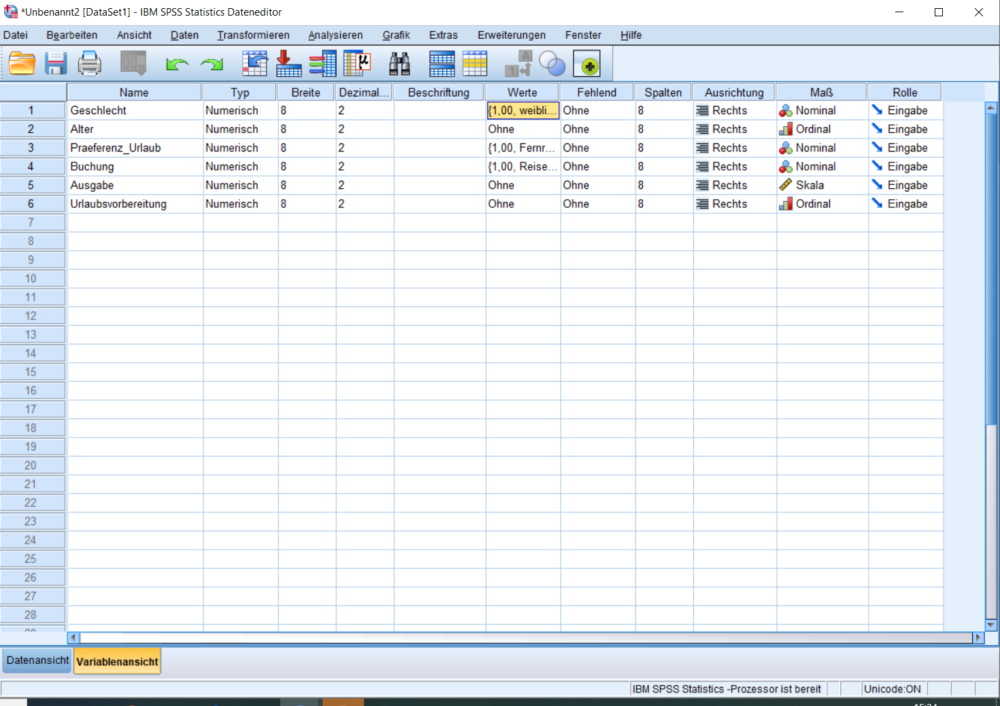 *Unbenannt2 [DataSet1] - IBM SPSS Statistics Dateneditor
Datei Bearbeiten Ansicht Daten Transformieren Analysieren Grafik Extras Erweiterungen Fenster Hilfe
µ
A
1
Name Typ Breite Dezimal... Beschriftung Werte Fehlend Spalten Ausrichtung Maß Rolle
1 Geschlecht Numerisch 8 2 {1,00, weibli... Ohne 8 Rechts Nominal Eingabe
2 Alter Numerisch 8 2 Ohne Ohne 8 Rechts Ordinal Eingabe
3 Praeferenz_Urlaub Numerisch 8 2 {1,00, Fernr... Ohne 8 Rechts Nominal Eingabe
4 Buchung Numerisch 8 2 {1,00, Reise... Ohne 8 Rechts Nominal Eingabe
5 Ausgabe Numerisch 8 2 Ohne Ohne 8 Rechts Skala Eingabe
6 Urlaubsvorbereitung Numerisch 8 2 Ohne Ohne 8 Rechts Ordinal Eingabe
7
8
9
10
11
12
13
14
15
16
17
18
19
20
21
22
23
24
25
26
27
28
Datenansicht Variablenansicht
IBM SPSS Statistics -Prozessor ist bereit Unicode:ON